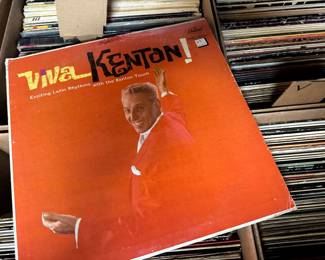 VIVA KENTON!
Exciting Latin Rhythms with the Kenton Touch